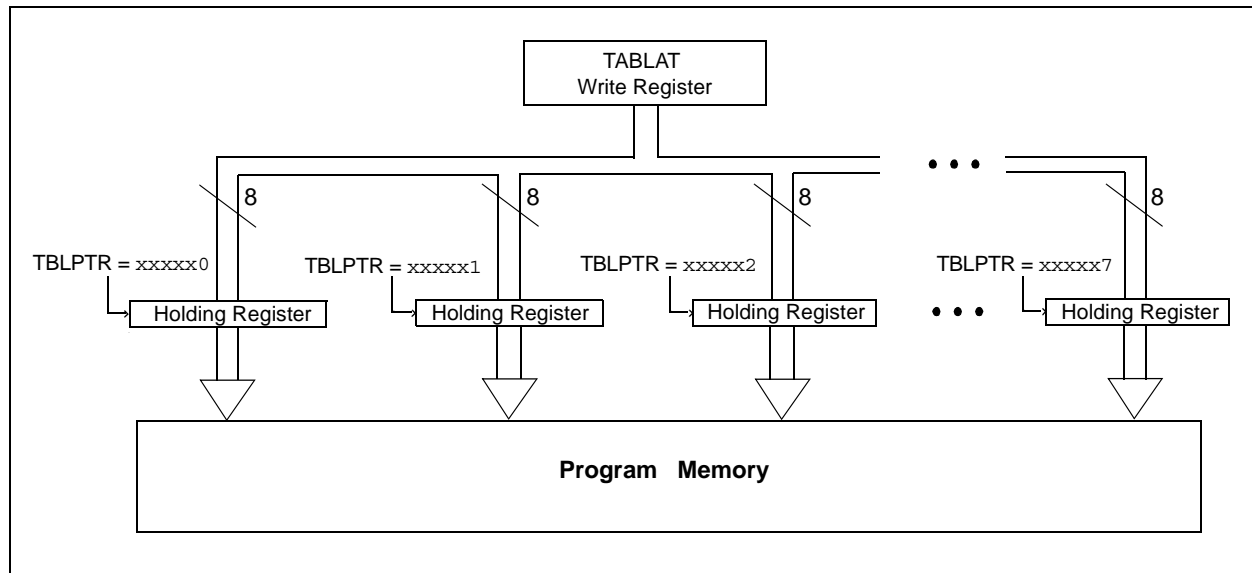 TABLAT
Write Register
8
8
8
8
TBLPTR = xxxxx0
TBLPTR = xxxxx1
TBLPTR = xxxxx2
TBLPTR = xxxxx7
Holding Register
Holding Register
Holding Register
Holding Register
Program Memory